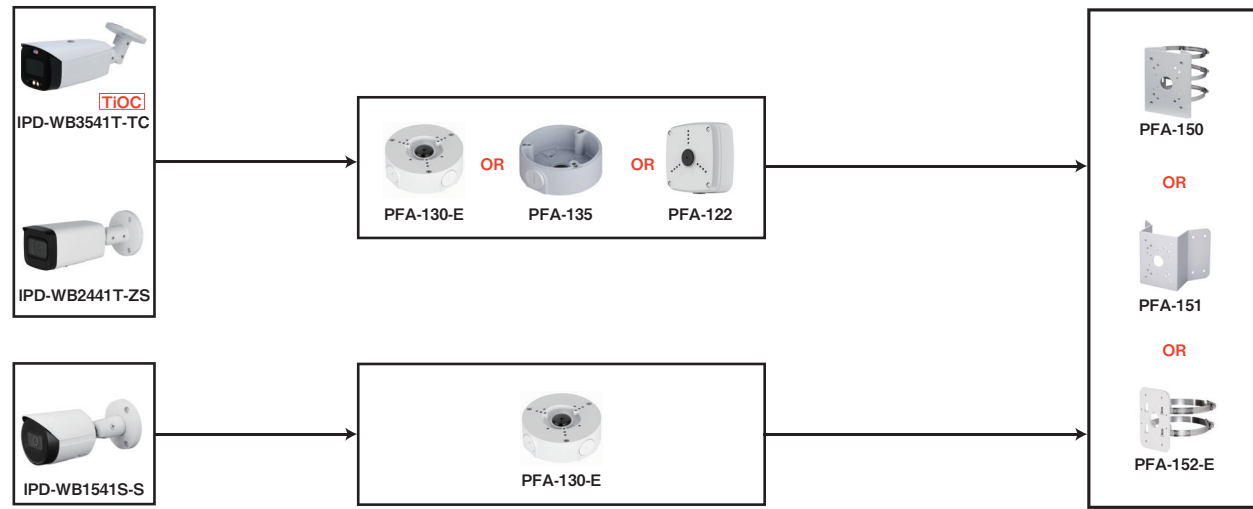 TiOC
IPD-WB3541T-TC
IPD-WB2441T-ZS
OR
OR
PFA-130-E
PFA-135
PFA-122
PFA-150
OR
PFA-151
OR
PFA-152-E
IPD-WB1541S-S
PFA-130-E